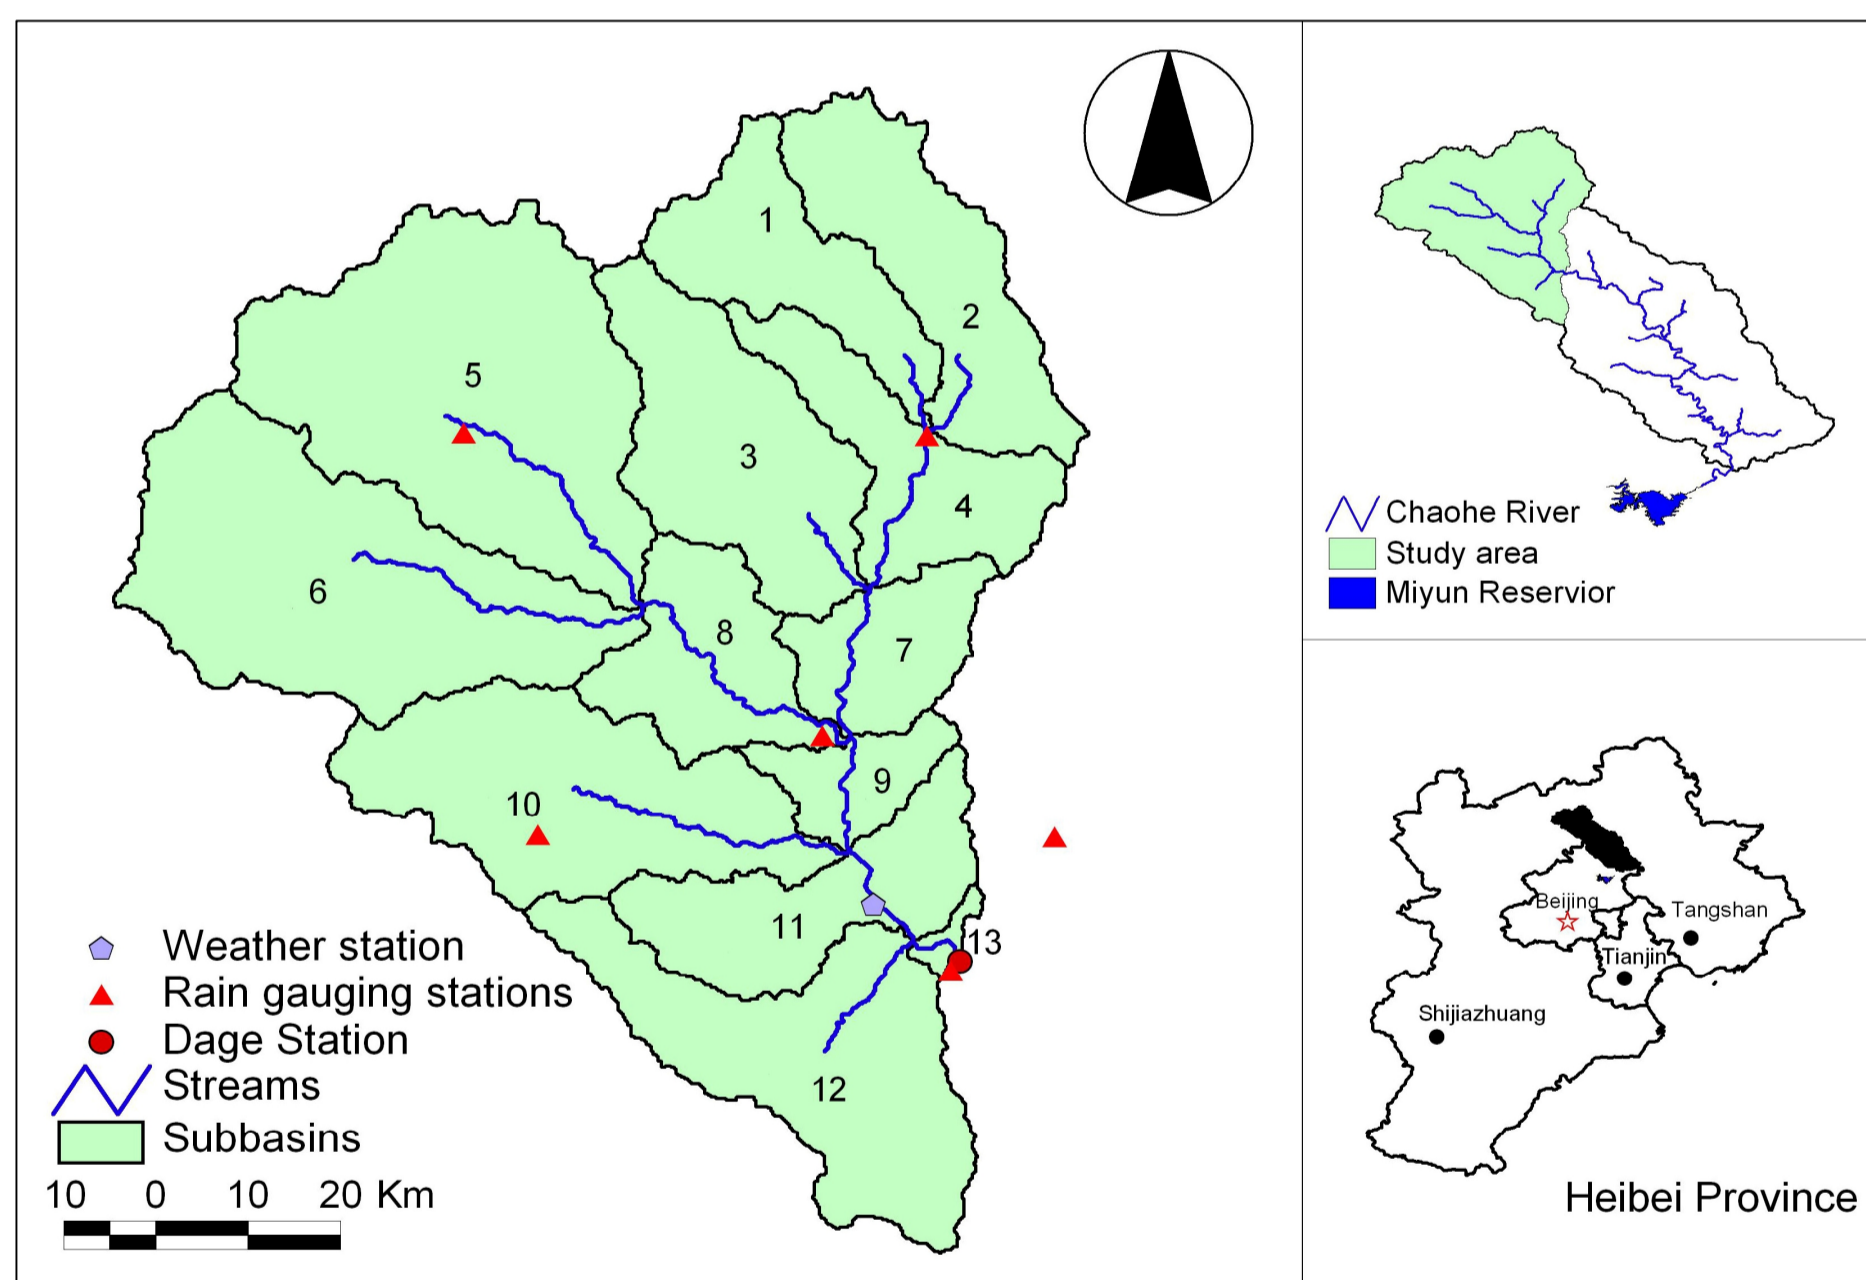 1
2
5
3
4
6
8
7
9
10
11
13
12
Weather station
Rain gauging stations
Dage Station
Streams
Subbasins
10 0 10 20 Km
Chaohe River
Study area
Miyun Reservior
Beijing
Tangshan
Tianjin
Shijiazhuang
Heibei Province